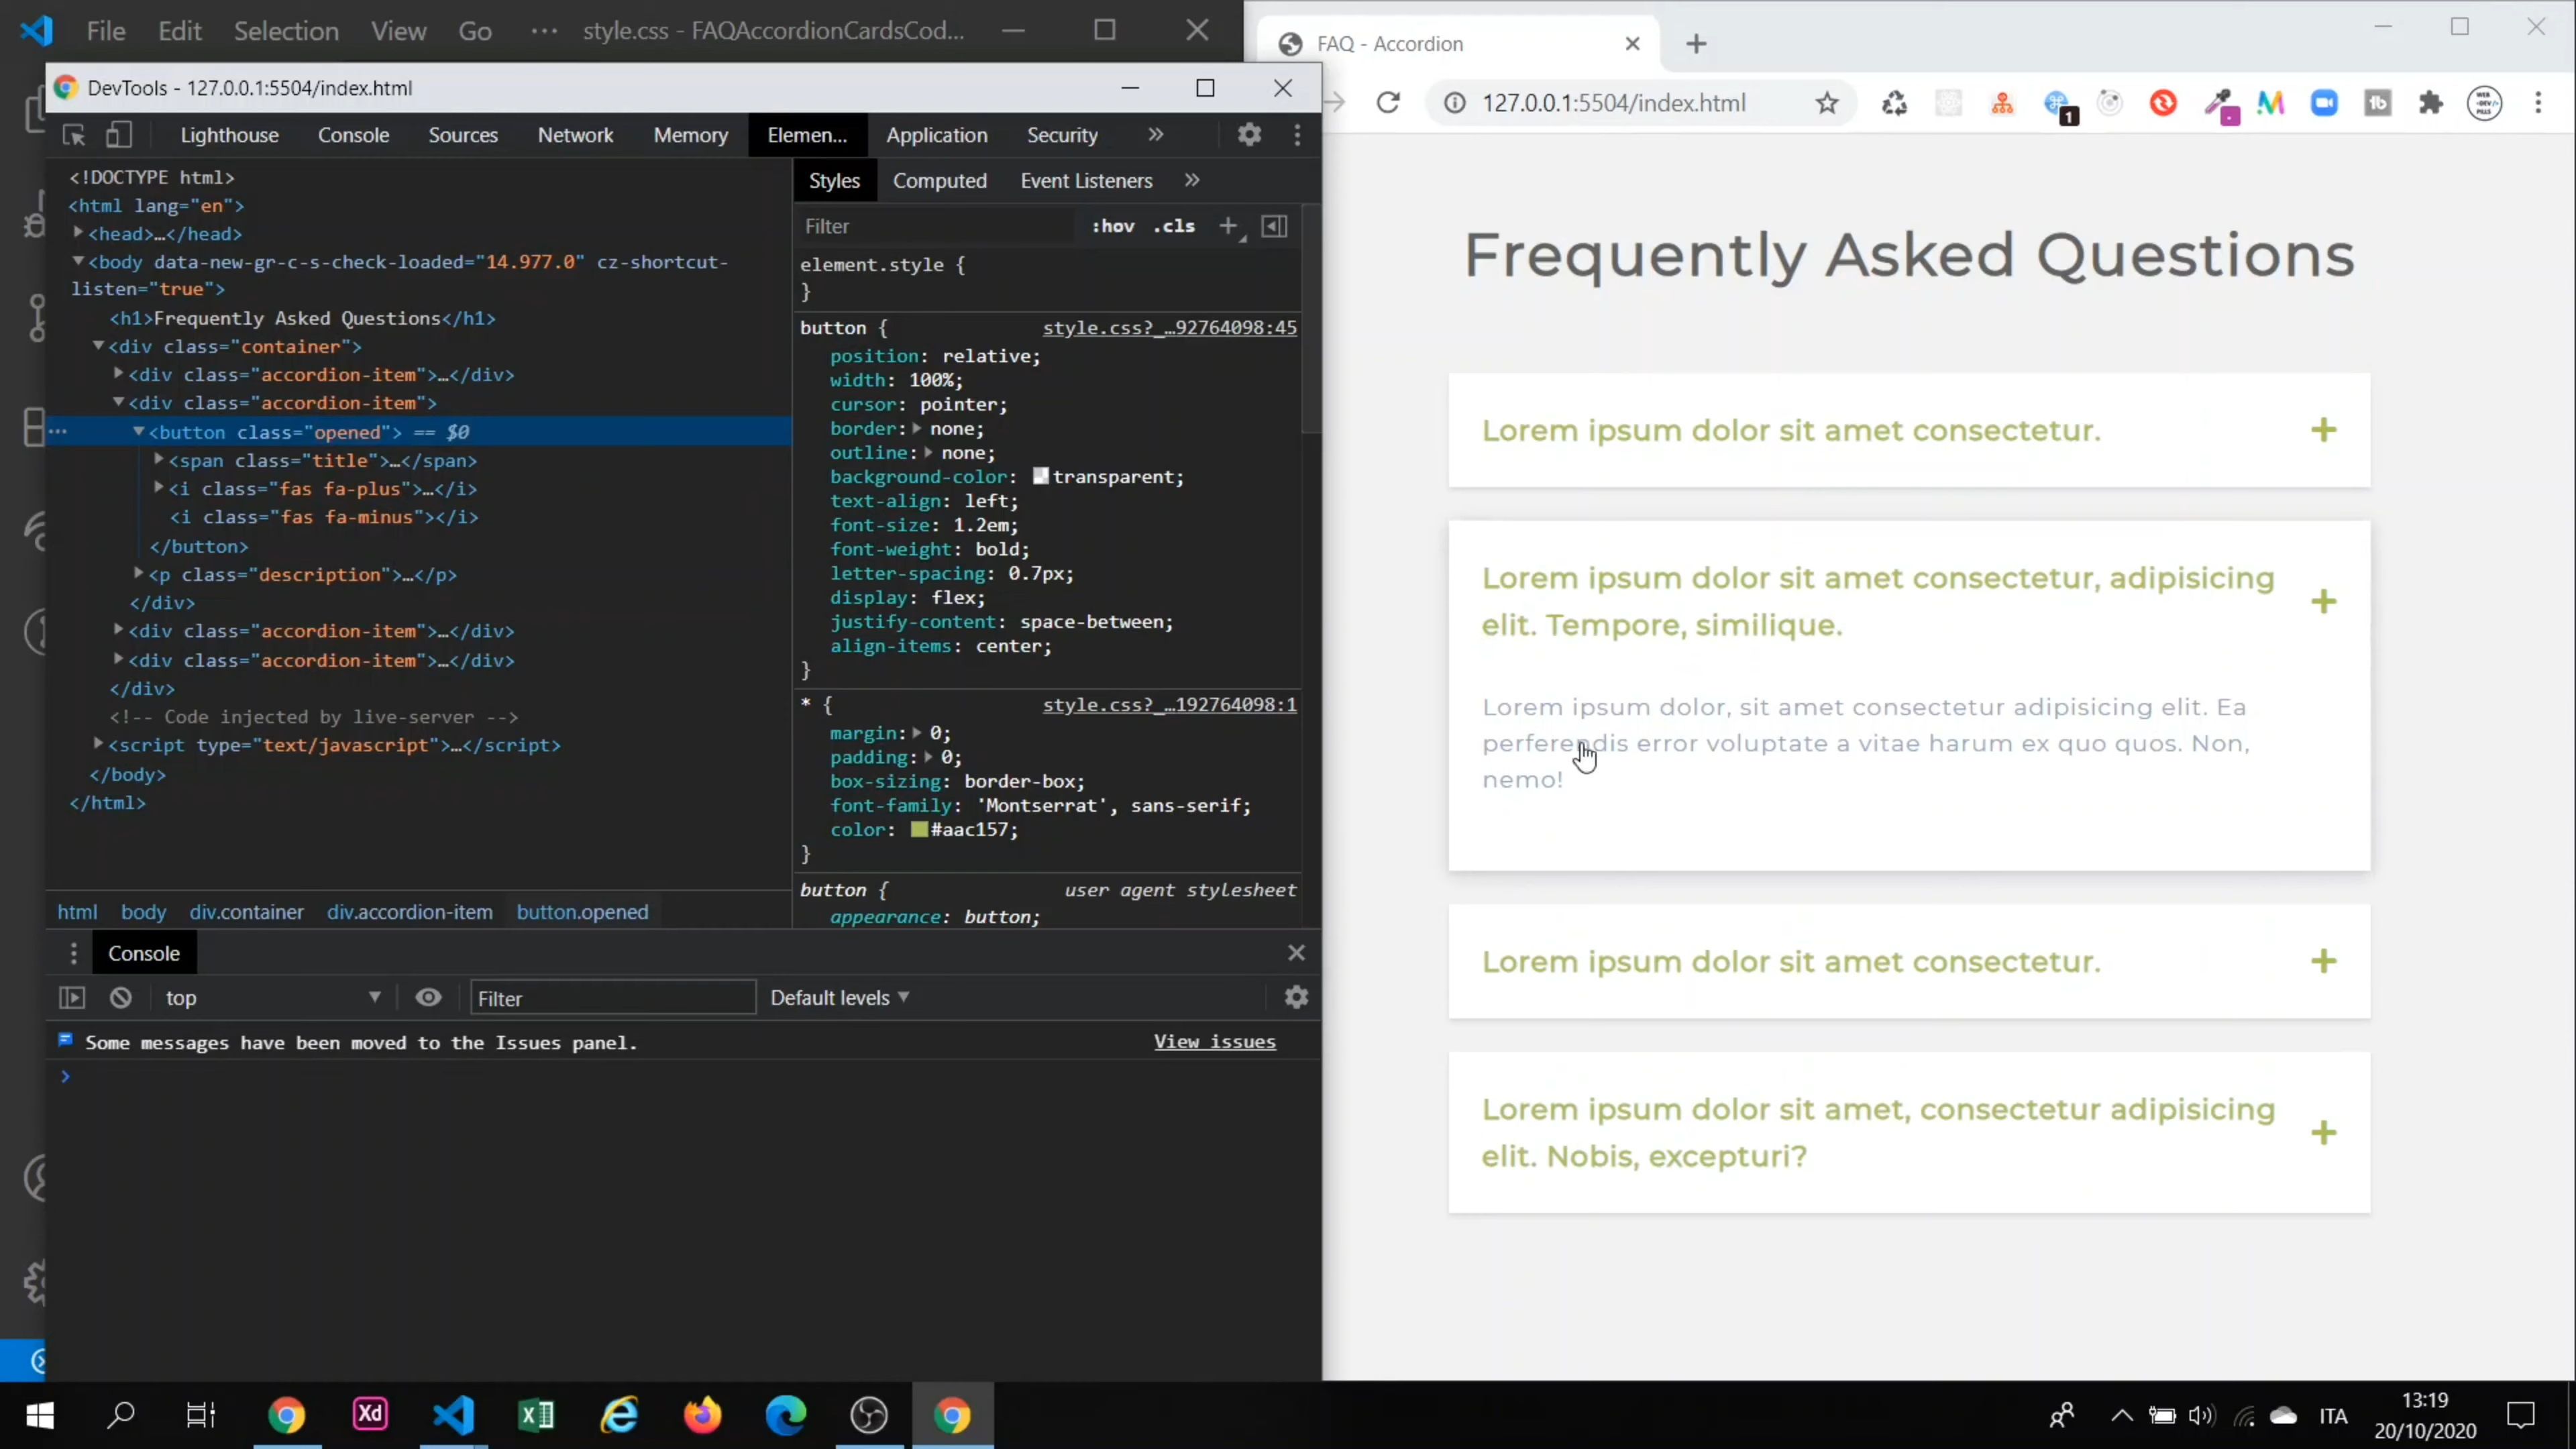 File Edit Selection View Go ··· style.css - FAQAccordionCardsCod...
DevTools - 127.0.0.1:5504/index.html
Lighthouse Console Sources Network Memory Elemen... Application Security »
<!DOCTYPE html>
<html lang="en">
<head>…</head>
<body data-new-gr-c-s-check-loaded="14.977.0" cz-shortcut-
listen="true">
<h1>Frequently Asked Questions</h1>
<div class="container">
<div class="accordion-item">…</div>
<div class="accordion-item">
··· <button class="opened"> == $0
<span class="title">…</span>
<i class="fas fa-plus">…</i>
<i class="fas fa-minus"></i>
</button>
<p class="description">…</p>
</div>
<div class="accordion-item">…</div>
<div class="accordion-item">…</div>
</div>
<!-- Code injected by live-server -->
<script type="text/javascript">…</script>
</body>
</html>
html body div.container div.accordion-item button.opened
Styles Computed Event Listeners »
Filter :hov .cls +
element.style {
}
button { style.css?_…92764098:45
position: relative;
width: 100%;
cursor: pointer;
border: none;
outline: none;
background-color: transparent;
text-align: left;
font-size: 1.2em;
font-weight: bold;
letter-spacing: 0.7px;
display: flex;
justify-content: space-between;
align-items: center;
}
* { style.css?_…192764098:1
margin: 0;
padding: 0;
box-sizing: border-box;
font-family: 'Montserrat', sans-serif;
color: #aac157;
}
button { user agent stylesheet
appearance: button;
Console
top Filter Default levels
Some messages have been moved to the Issues panel. View issues
FAQ - Accordion
127.0.0.1:5504/index.html
1
Frequently Asked Questions
Lorem ipsum dolor sit amet consectetur. +
Lorem ipsum dolor sit amet consectetur, adipisicing
elit. Tempore, similique. +
Lorem ipsum dolor, sit amet consectetur adipisicing elit. Ea
perferendis error voluptate a vitae harum ex quo quos. Non,
nemo!
Lorem ipsum dolor sit amet consectetur. +
Lorem ipsum dolor sit amet, consectetur adipisicing
elit. Nobis, excepturi? +
Xd
ITA
13:19
20/10/2020